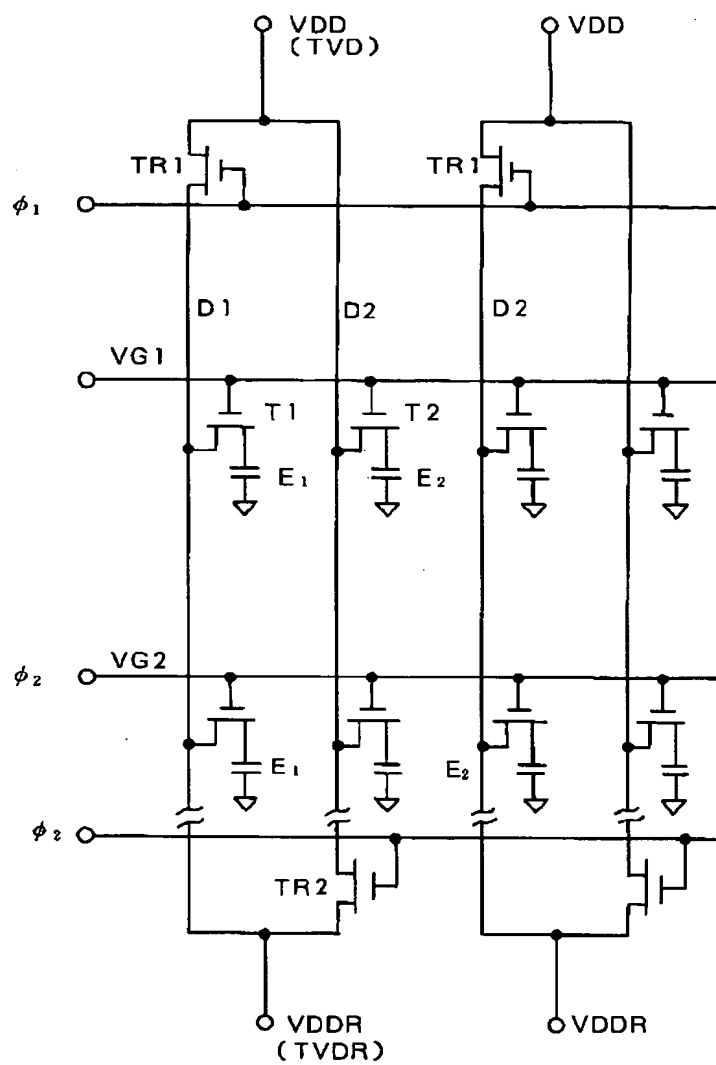 VDD VDD
(TVD)
TR1 TR1
ϕ₁
D1 D2 D2
VG1
T1 T2
E₁ E₂
VG2
ϕ₂
E₁ E₂
ϕ₂
TR2
VDDR VDDR
(TVDR)